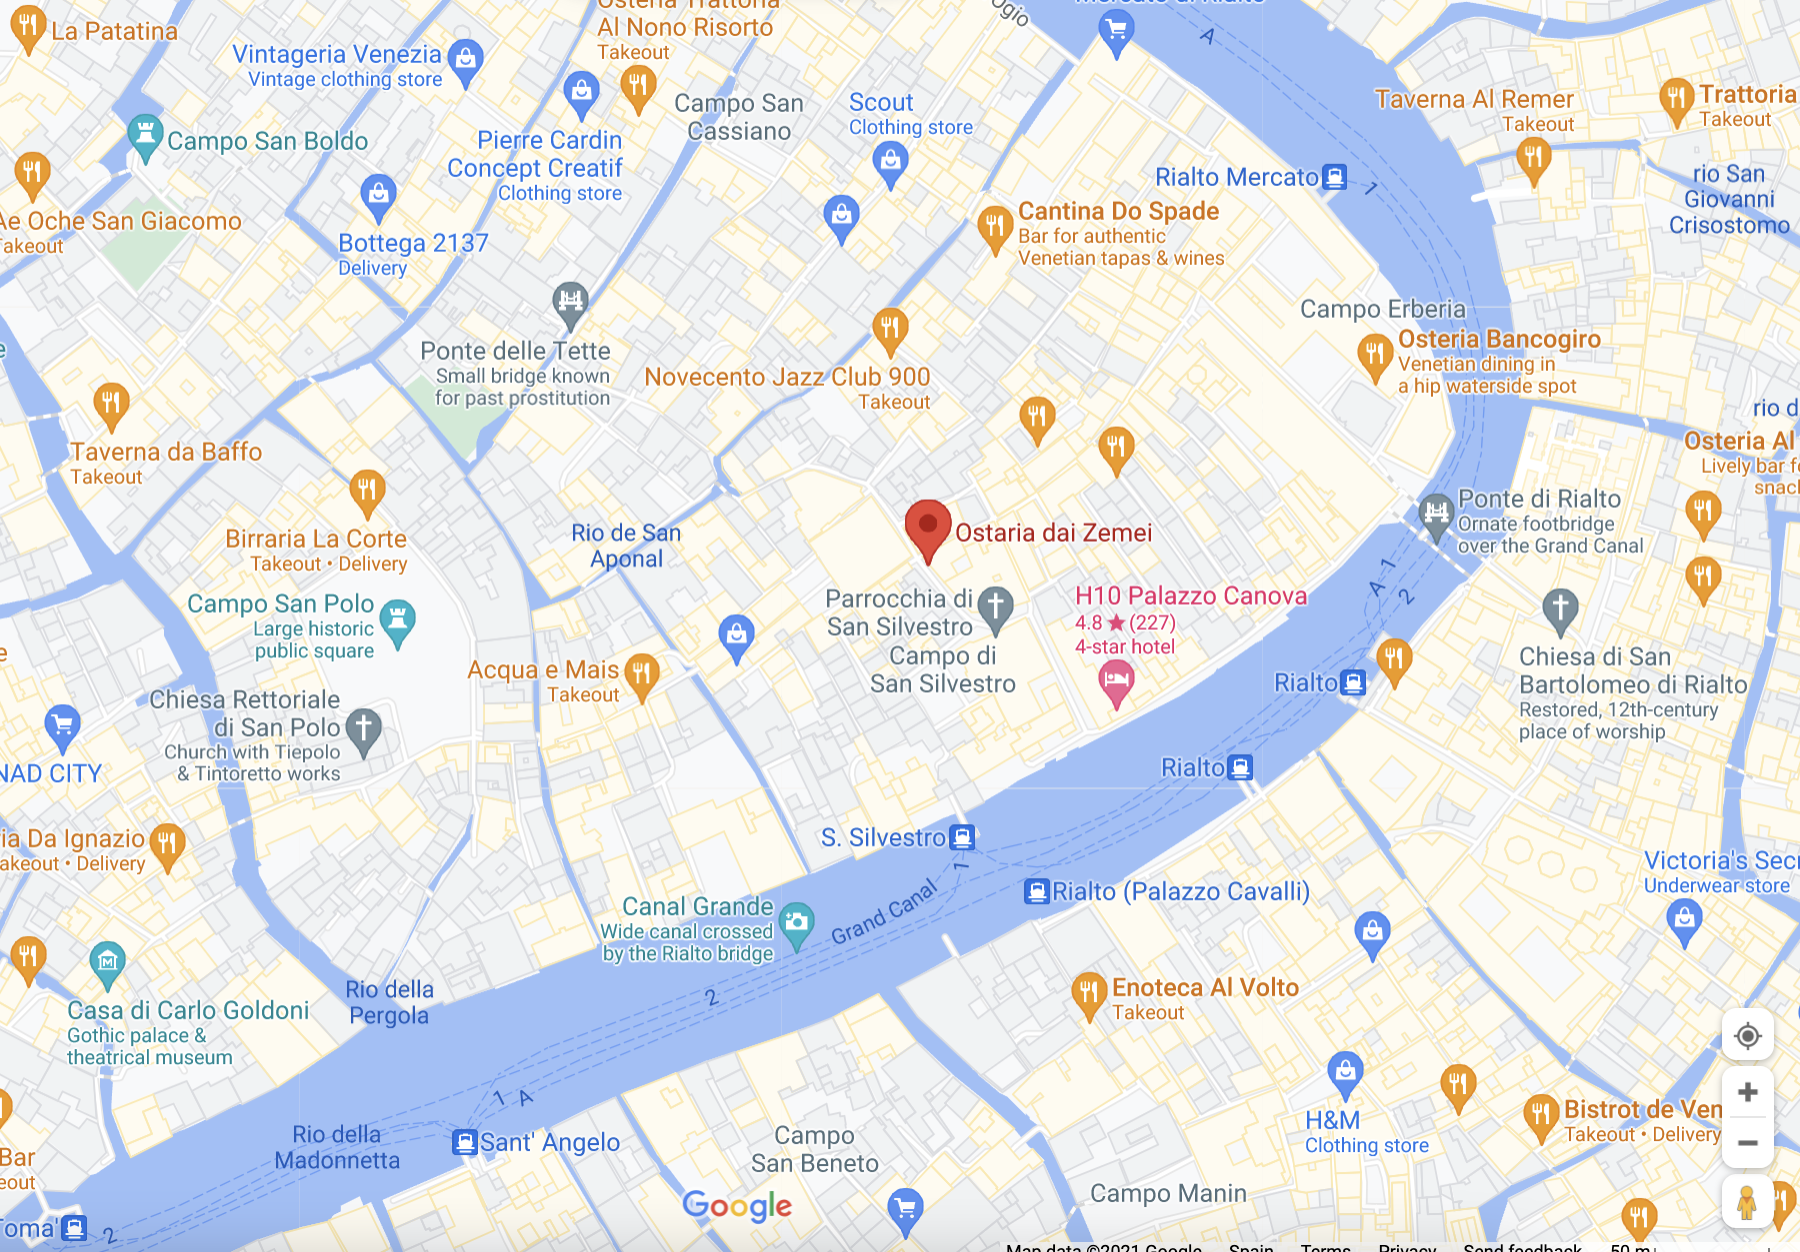 Mercato di Rialto
Osteria Trattoria
Al Nono Risorto
Takeout
La Patatina
Vintageria Venezia
Vintage clothing store
Campo San
Cassiano
Scout
Clothing store
A
Taverna Al Remer
Takeout
Trattoria
Takeout
Campo San Boldo
Pierre Cardin
Concept Creatif
Clothing store
Rialto Mercato
1
rio San
Giovanni
Crisostomo
Ae Oche San Giacomo
Takeout
Bottega 2137
Delivery
Cantina Do Spade
Bar for authentic
Venetian tapas & wines
Campo Erberia
Osteria Bancogiro
Venetian dining in
a hip waterside spot
Ponte delle Tette
Small bridge known
for past prostitution
Novecento Jazz Club 900
Takeout
rio d
Osteria Al
Lively bar f
snac
Taverna da Baffo
Takeout
Birraria La Corte
Takeout • Delivery
Rio de San
Aponal
Ostaria dai Zemei
Ponte di Rialto
Ornate footbridge
over the Grand Canal
A 1
2
Campo San Polo
Large historic
public square
Parrocchia di
San Silvestro
Campo di
San Silvestro
H10 Palazzo Canova
4.8 ★ (227)
4-star hotel
Acqua e Mais
Takeout
Rialto
Chiesa di San
Bartolomeo di Rialto
Restored, 12th-century
place of worship
Chiesa Rettoriale
di San Polo
Church with Tiepolo
& Tintoretto works
NAD CITY
Rialto
ia Da Ignazio
akeout • Delivery
S. Silvestro
1
Rialto (Palazzo Cavalli)
Victoria's Secr
Underwear store
Canal Grande
Wide canal crossed
by the Rialto bridge
Grand Canal
2
Rio della
Pergola
Enoteca Al Volto
Takeout
Casa di Carlo Goldoni
Gothic palace &
theatrical museum
1 A
Rio della
Madonnetta
Sant' Angelo
Campo
San Beneto
H&M
Clothing store
Bistrot de Ven
Takeout • Delivery
Bar
eout
Campo Manin
Google
Toma'
2
Map data ©2021 Google Spain Terms Privacy Send feedback 50 m